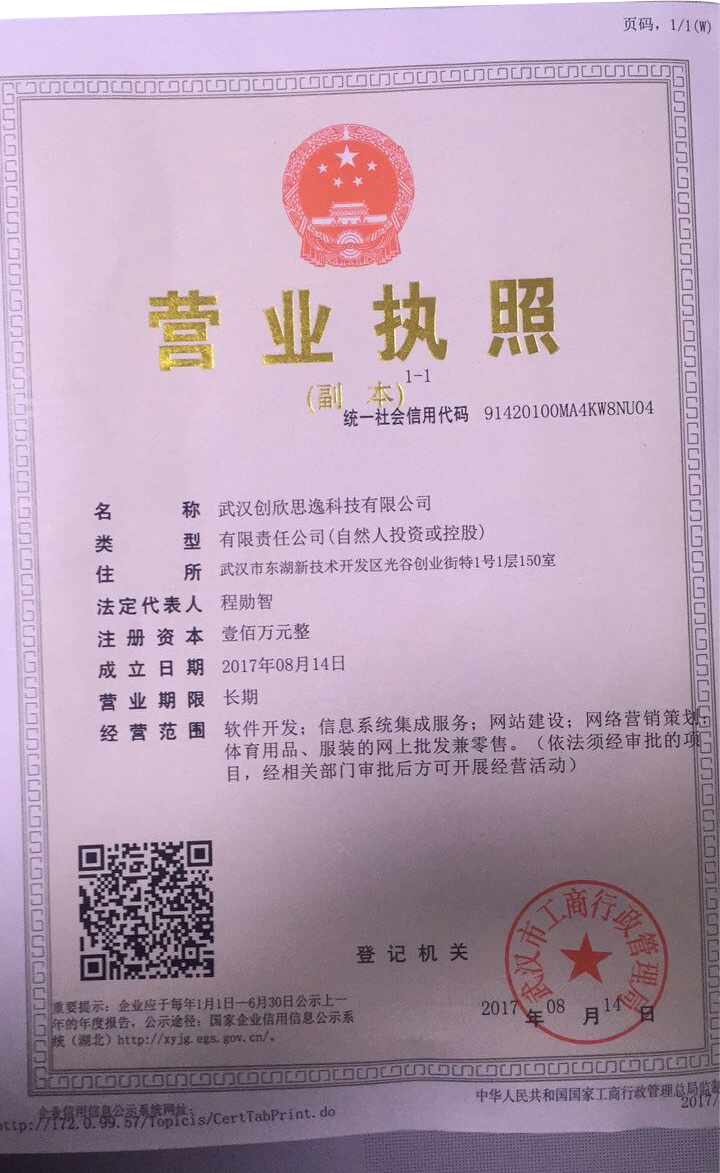 页码，1/1(W)
营业执照
(副 本)
1-1
统一社会信用代码 91420100MA4KW8NU04
名称 武汉创欣思逸科技有限公司
类型 有限责任公司(自然人投资或控股)
住所 武汉市东湖新技术开发区光谷创业街特1号1层150室
法定代表人 程勋智
注册资本 壹佰万元整
成立日期 2017年08月14日
营业期限 长期
经营范围 软件开发；信息系统集成服务；网站建设；网络营销策划；
体育用品、服装的网上批发兼零售。（依法须经审批的项
目，经相关部门审批后方可开展经营活动）
武汉市工商行政管理局
登记机关
2017年08月14日
重要提示：企业应于每年1月1日—6月30日公示上一
年的年度报告，公示途径：国家企业信用信息公示系
统（湖北）http://xyjg.egs.gov.cn/。
企业信用信息公示系统网址：
中华人民共和国国家工商行政管理总局监制
http://172.0.99.57/TopIcis/CertTabPrint.do
2017/